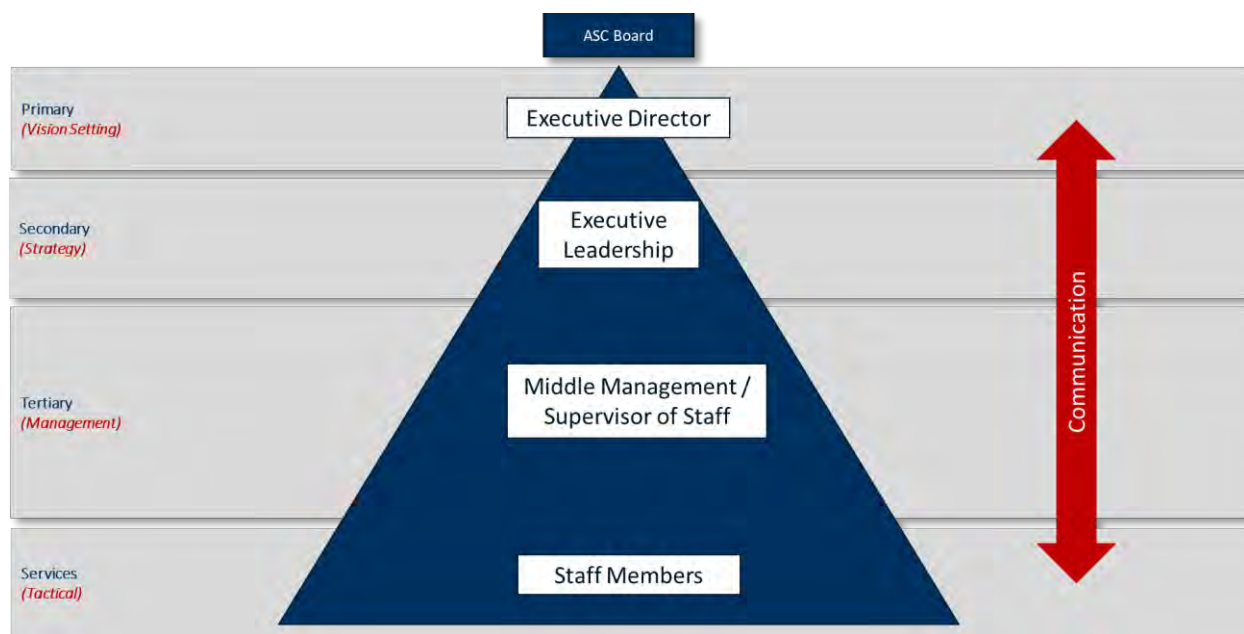 ASC Board
Primary
(Vision Setting)
Executive Director
Secondary
(Strategy)
Executive
Leadership
Communication
Tertiary
(Management)
Middle Management /
Supervisor of Staff
Services
(Tactical)
Staff Members